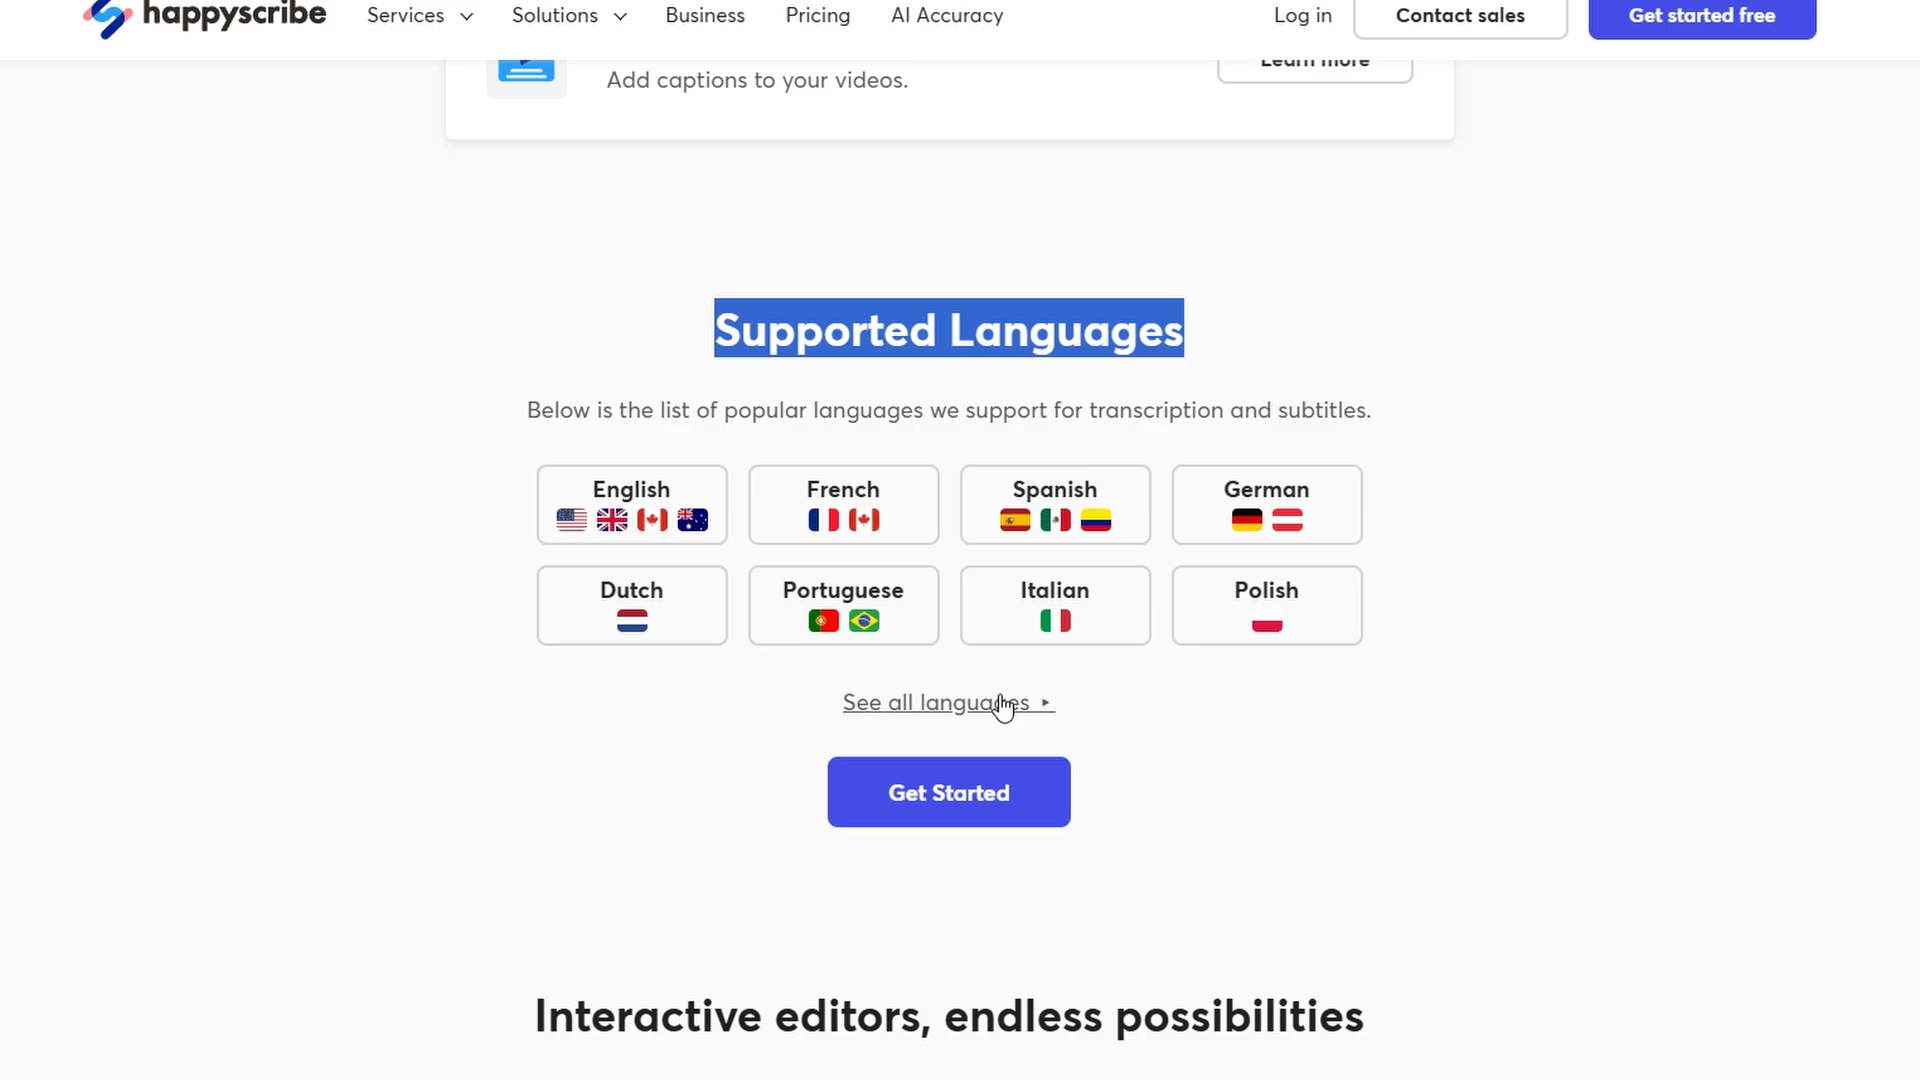 happyscribe
Services
Solutions
Business
Pricing
AI Accuracy
Log in
Contact sales
Get started free
Learn more
Add captions to your videos.
Supported Languages
Below is the list of popular languages we support for transcription and subtitles.
English
French
Spanish
German
Dutch
Portuguese
Italian
Polish
See all languages ▸
Get Started
Interactive editors, endless possibilities